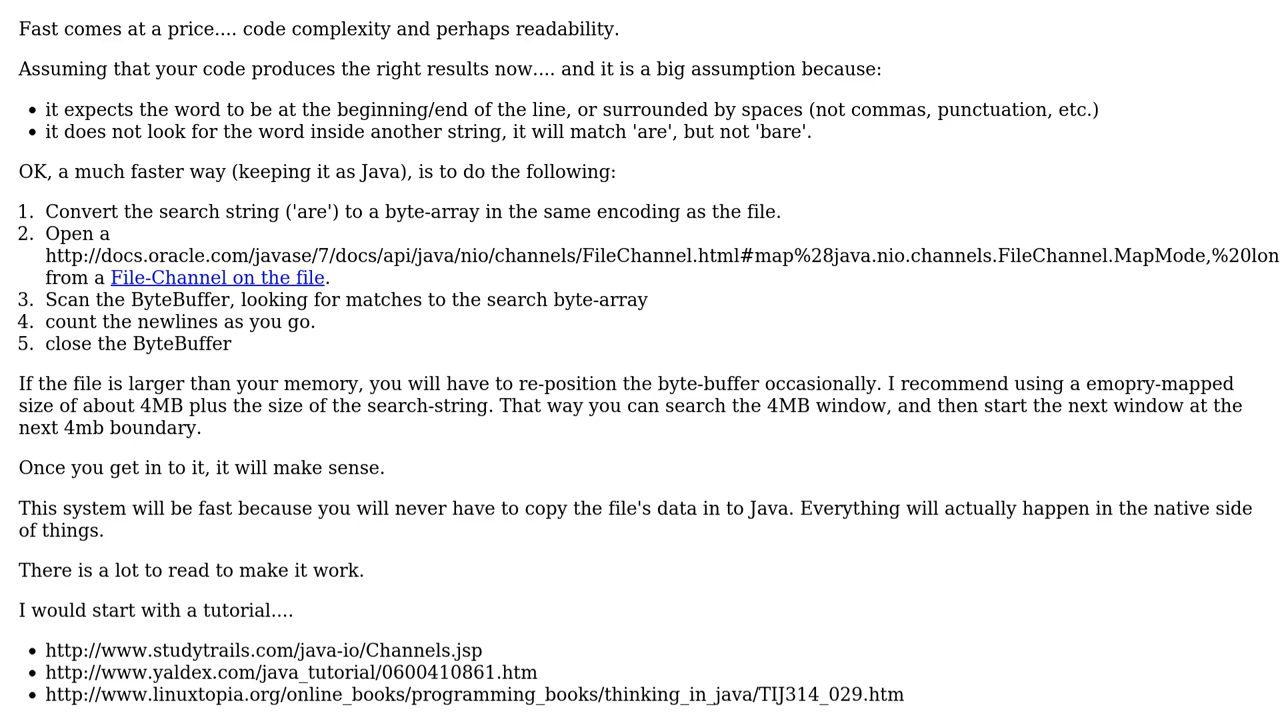 Fast comes at a price.... code complexity and perhaps readability.
Assuming that your code produces the right results now.... and it is a big assumption because:
• it expects the word to be at the beginning/end of the line, or surrounded by spaces (not commas, punctuation, etc.)
• it does not look for the word inside another string, it will match 'are', but not 'bare'.
OK, a much faster way (keeping it as Java), is to do the following:
1. Convert the search string ('are') to a byte-array in the same encoding as the file.
2. Open a
http://docs.oracle.com/javase/7/docs/api/java/nio/channels/FileChannel.html#map%28java.nio.channels.FileChannel.MapMode,%20lon
from a File-Channel on the file.
3. Scan the ByteBuffer, looking for matches to the search byte-array
4. count the newlines as you go.
5. close the ByteBuffer
If the file is larger than your memory, you will have to re-position the byte-buffer occasionally. I recommend using a emopry-mapped
size of about 4MB plus the size of the search-string. That way you can search the 4MB window, and then start the next window at the
next 4mb boundary.
Once you get in to it, it will make sense.
This system will be fast because you will never have to copy the file's data in to Java. Everything will actually happen in the native side
of things.
There is a lot to read to make it work.
I would start with a tutorial....
• http://www.studytrails.com/java-io/Channels.jsp
• http://www.yaldex.com/java_tutorial/0600410861.htm
• http://www.linuxtopia.org/online_books/programming_books/thinking_in_java/TIJ314_029.htm